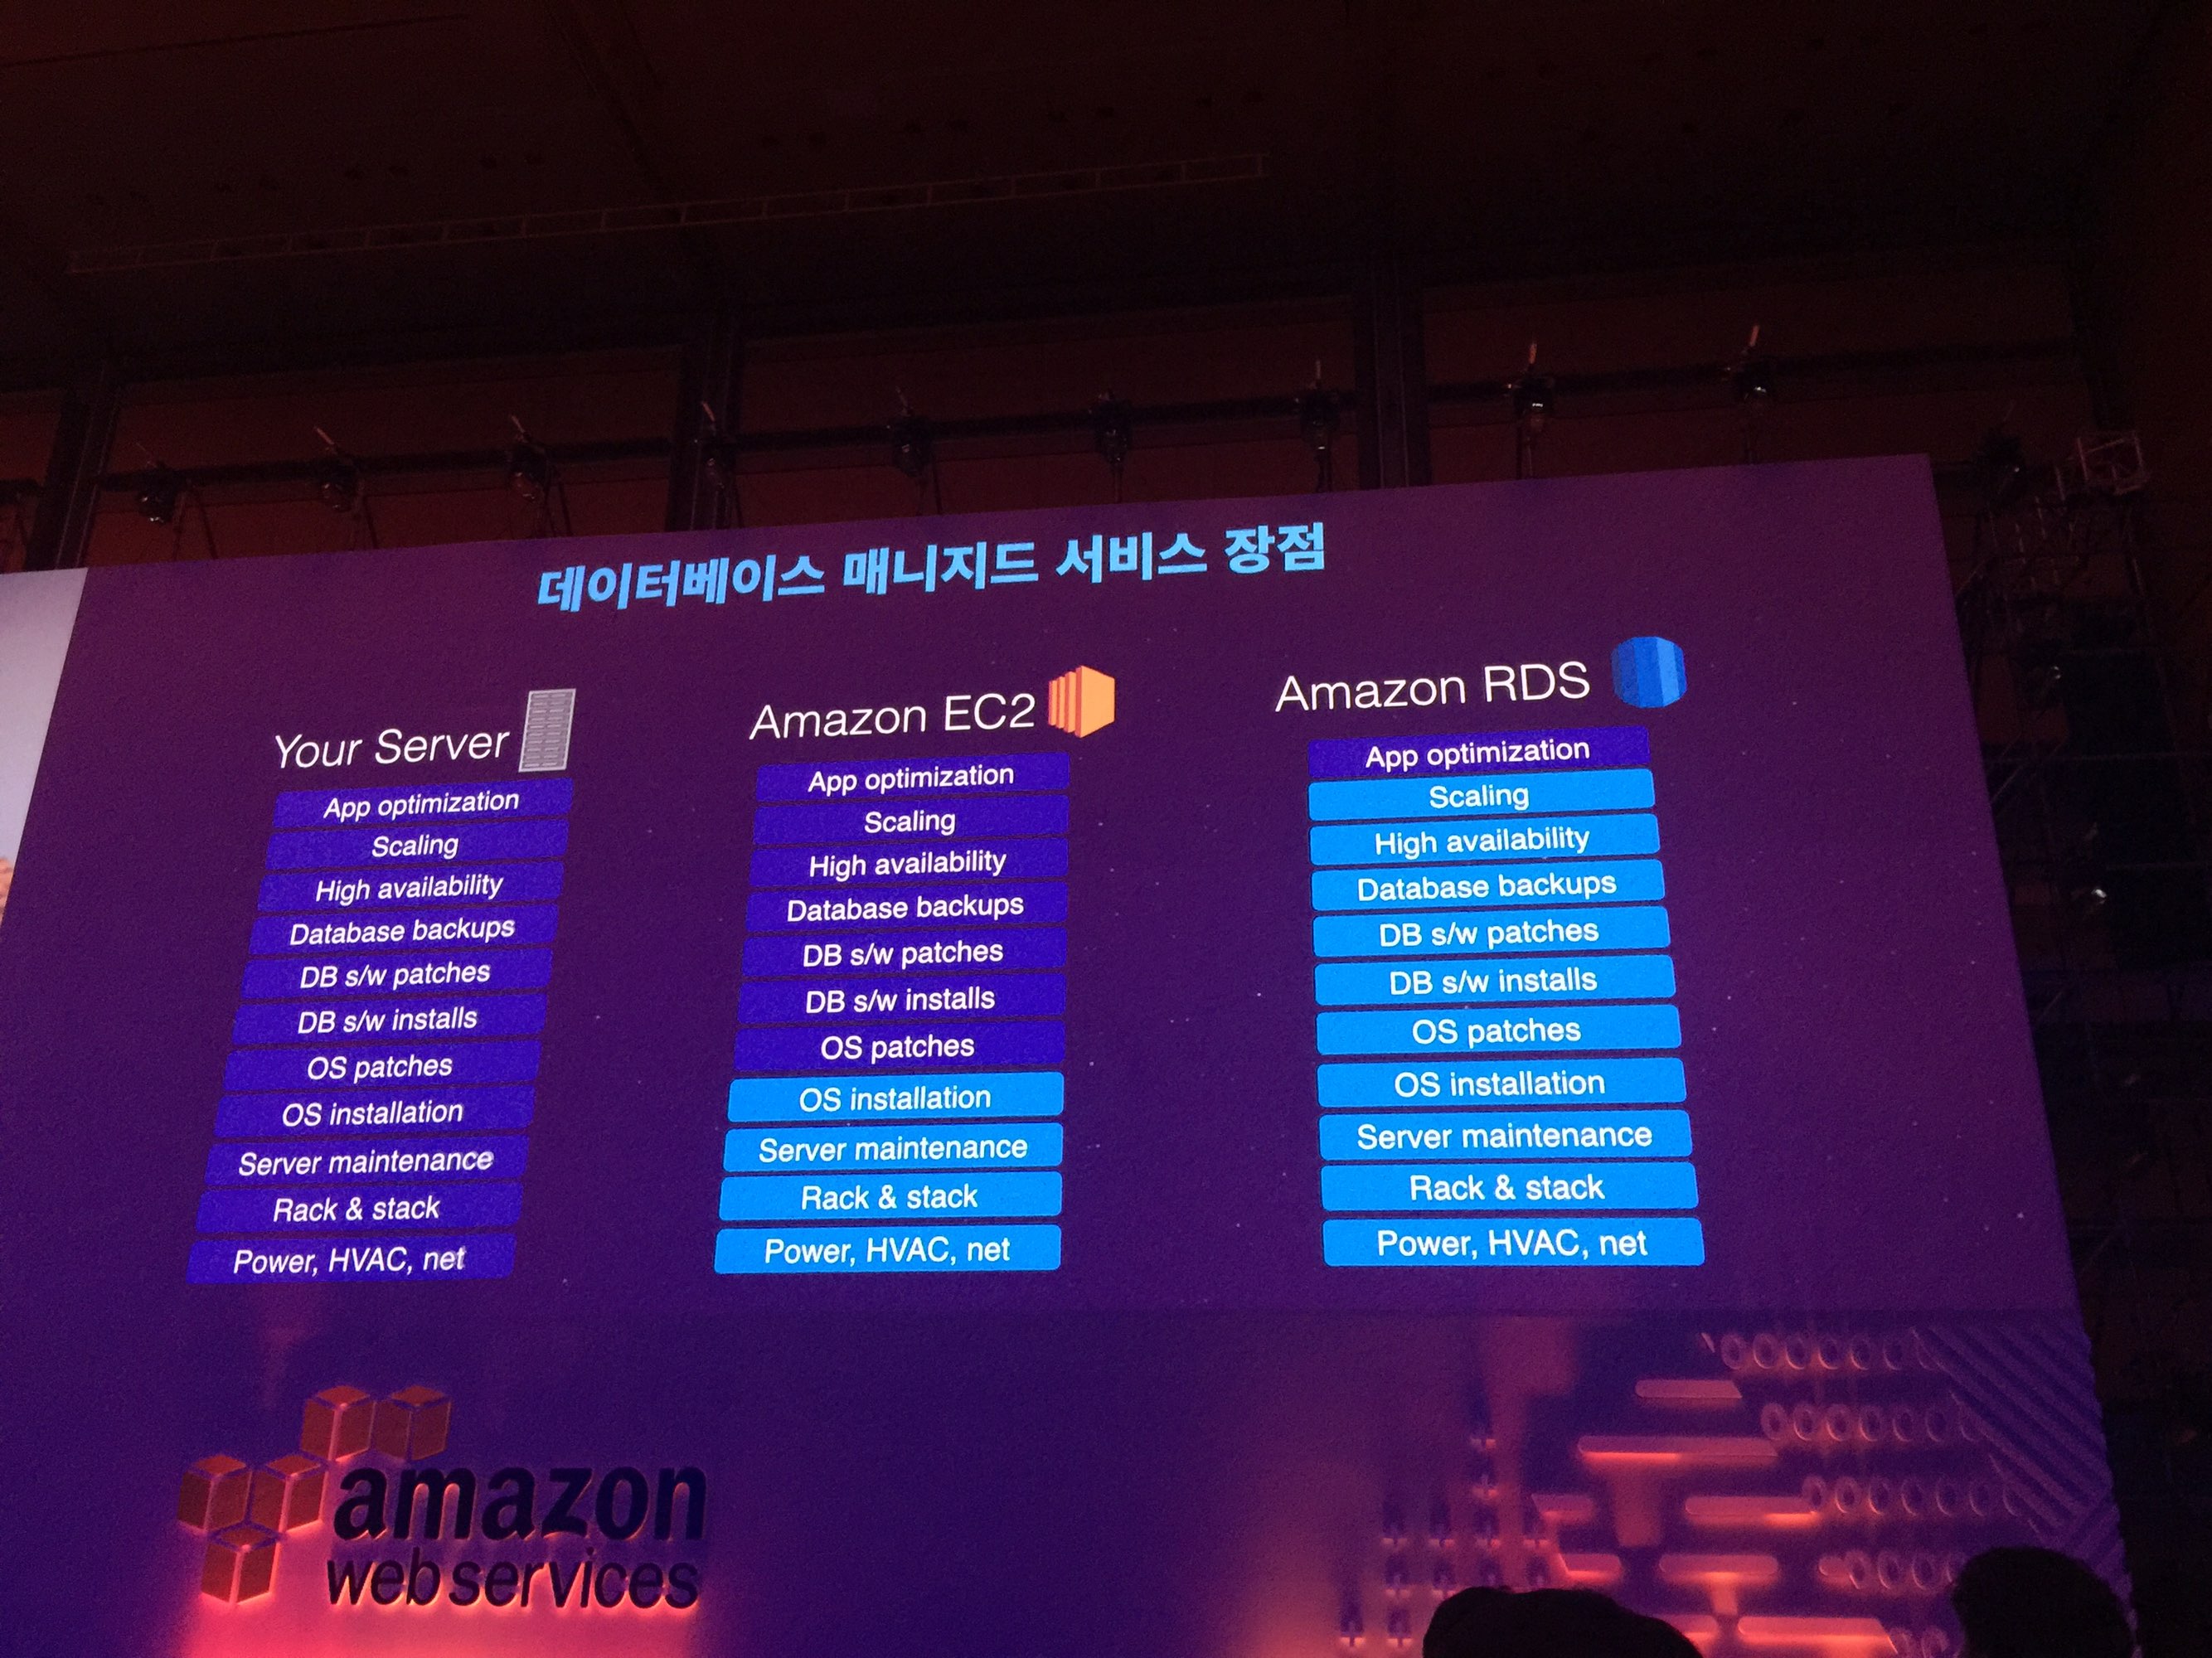 데이터베이스 매니지드 서비스 장점
Your Server
App optimization
Scaling
High availability
Database backups
DB s/w patches
DB s/w installs
OS patches
OS installation
Server maintenance
Rack & stack
Power, HVAC, net
Amazon EC2
App optimization
Scaling
High availability
Database backups
DB s/w patches
DB s/w installs
OS patches
OS installation
Server maintenance
Rack & stack
Power, HVAC, net
Amazon RDS
App optimization
Scaling
High availability
Database backups
DB s/w patches
DB s/w installs
OS patches
OS installation
Server maintenance
Rack & stack
Power, HVAC, net
amazon
web services